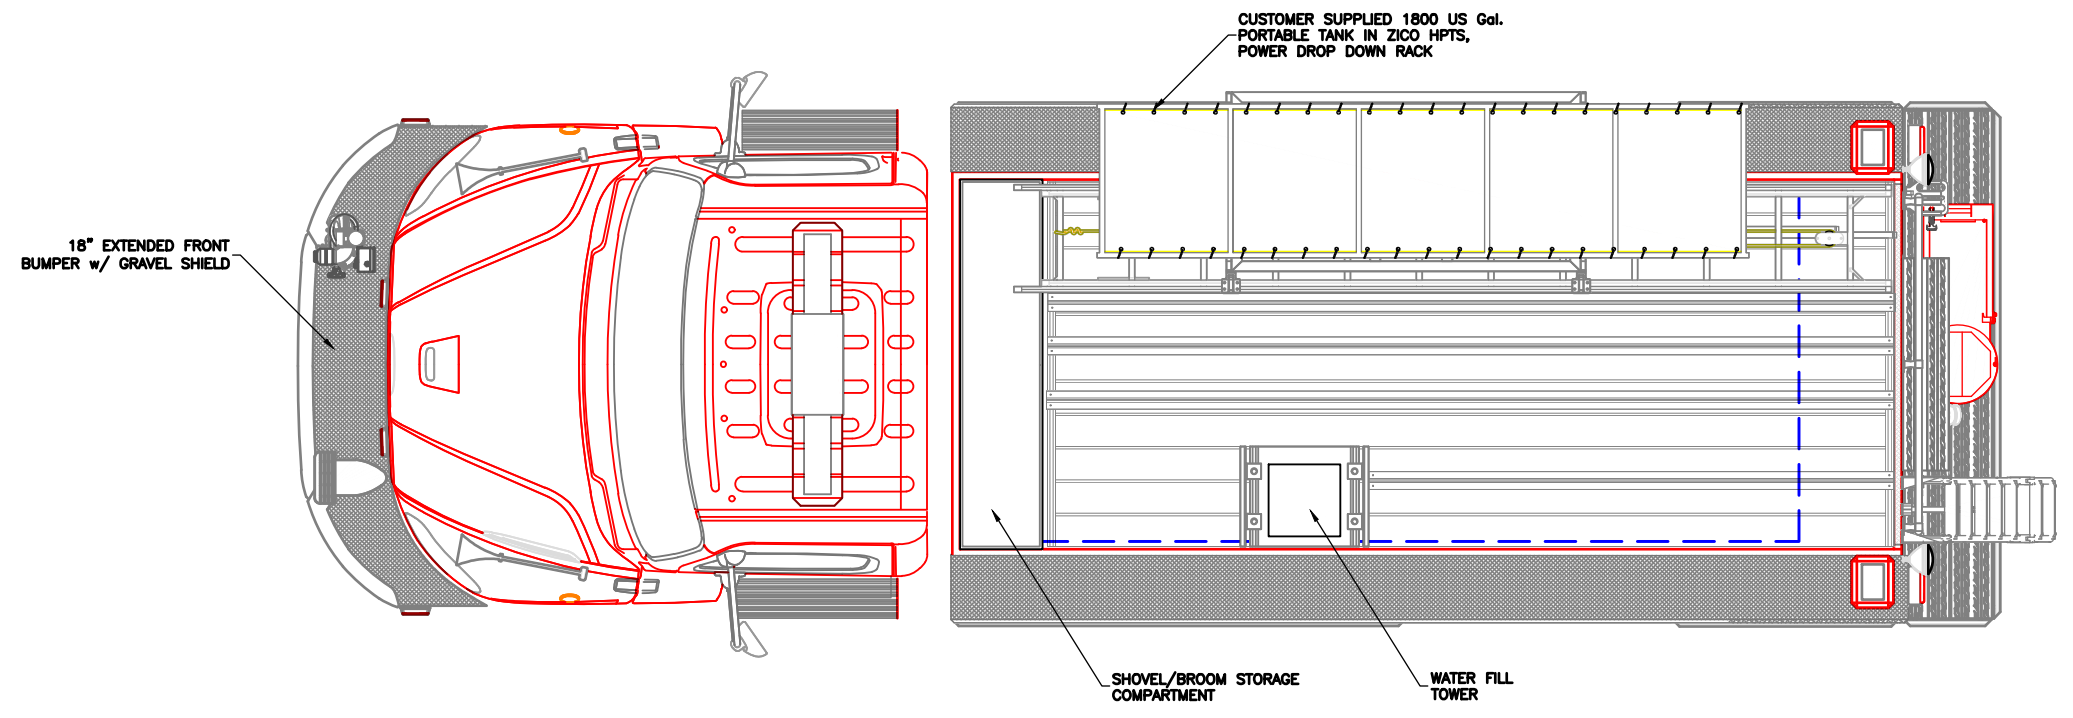 CUSTOMER SUPPLIED 1800 US Gal.
PORTABLE TANK IN ZICO HPTS,
POWER DROP DOWN RACK
18" EXTENDED FRONT
BUMPER w/ GRAVEL SHIELD
SHOVEL/BROOM STORAGE
COMPARTMENT
WATER FILL
TOWER